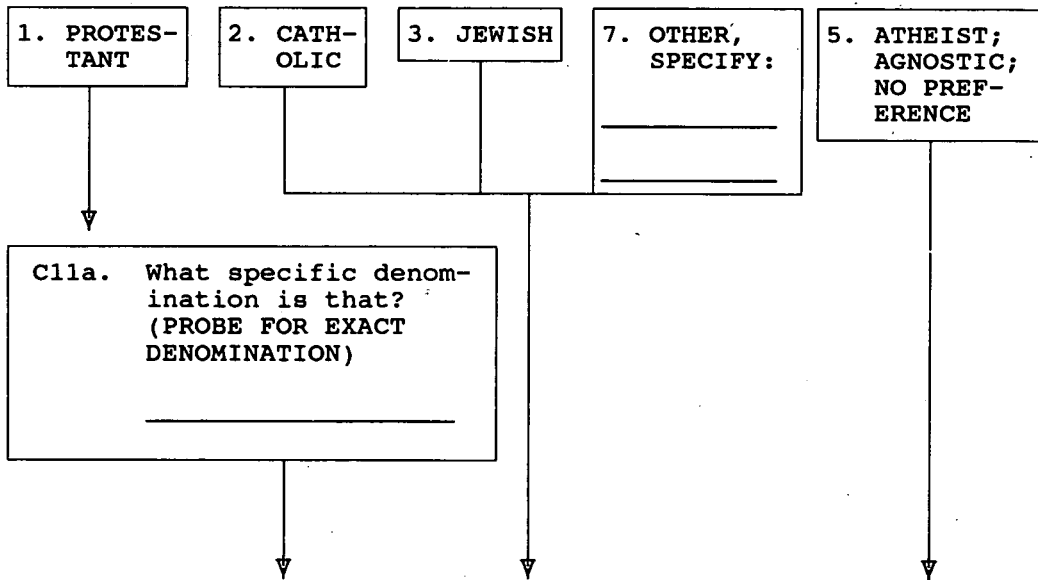 1. PROTES-
TANT
2. CATH-
OLIC
3. JEWISH
7. OTHER,
SPECIFY:
5. ATHEIST;
AGNOSTIC;
NO PREF-
ERENCE
C11a. What specific denom-
ination is that?
(PROBE FOR EXACT
DENOMINATION)